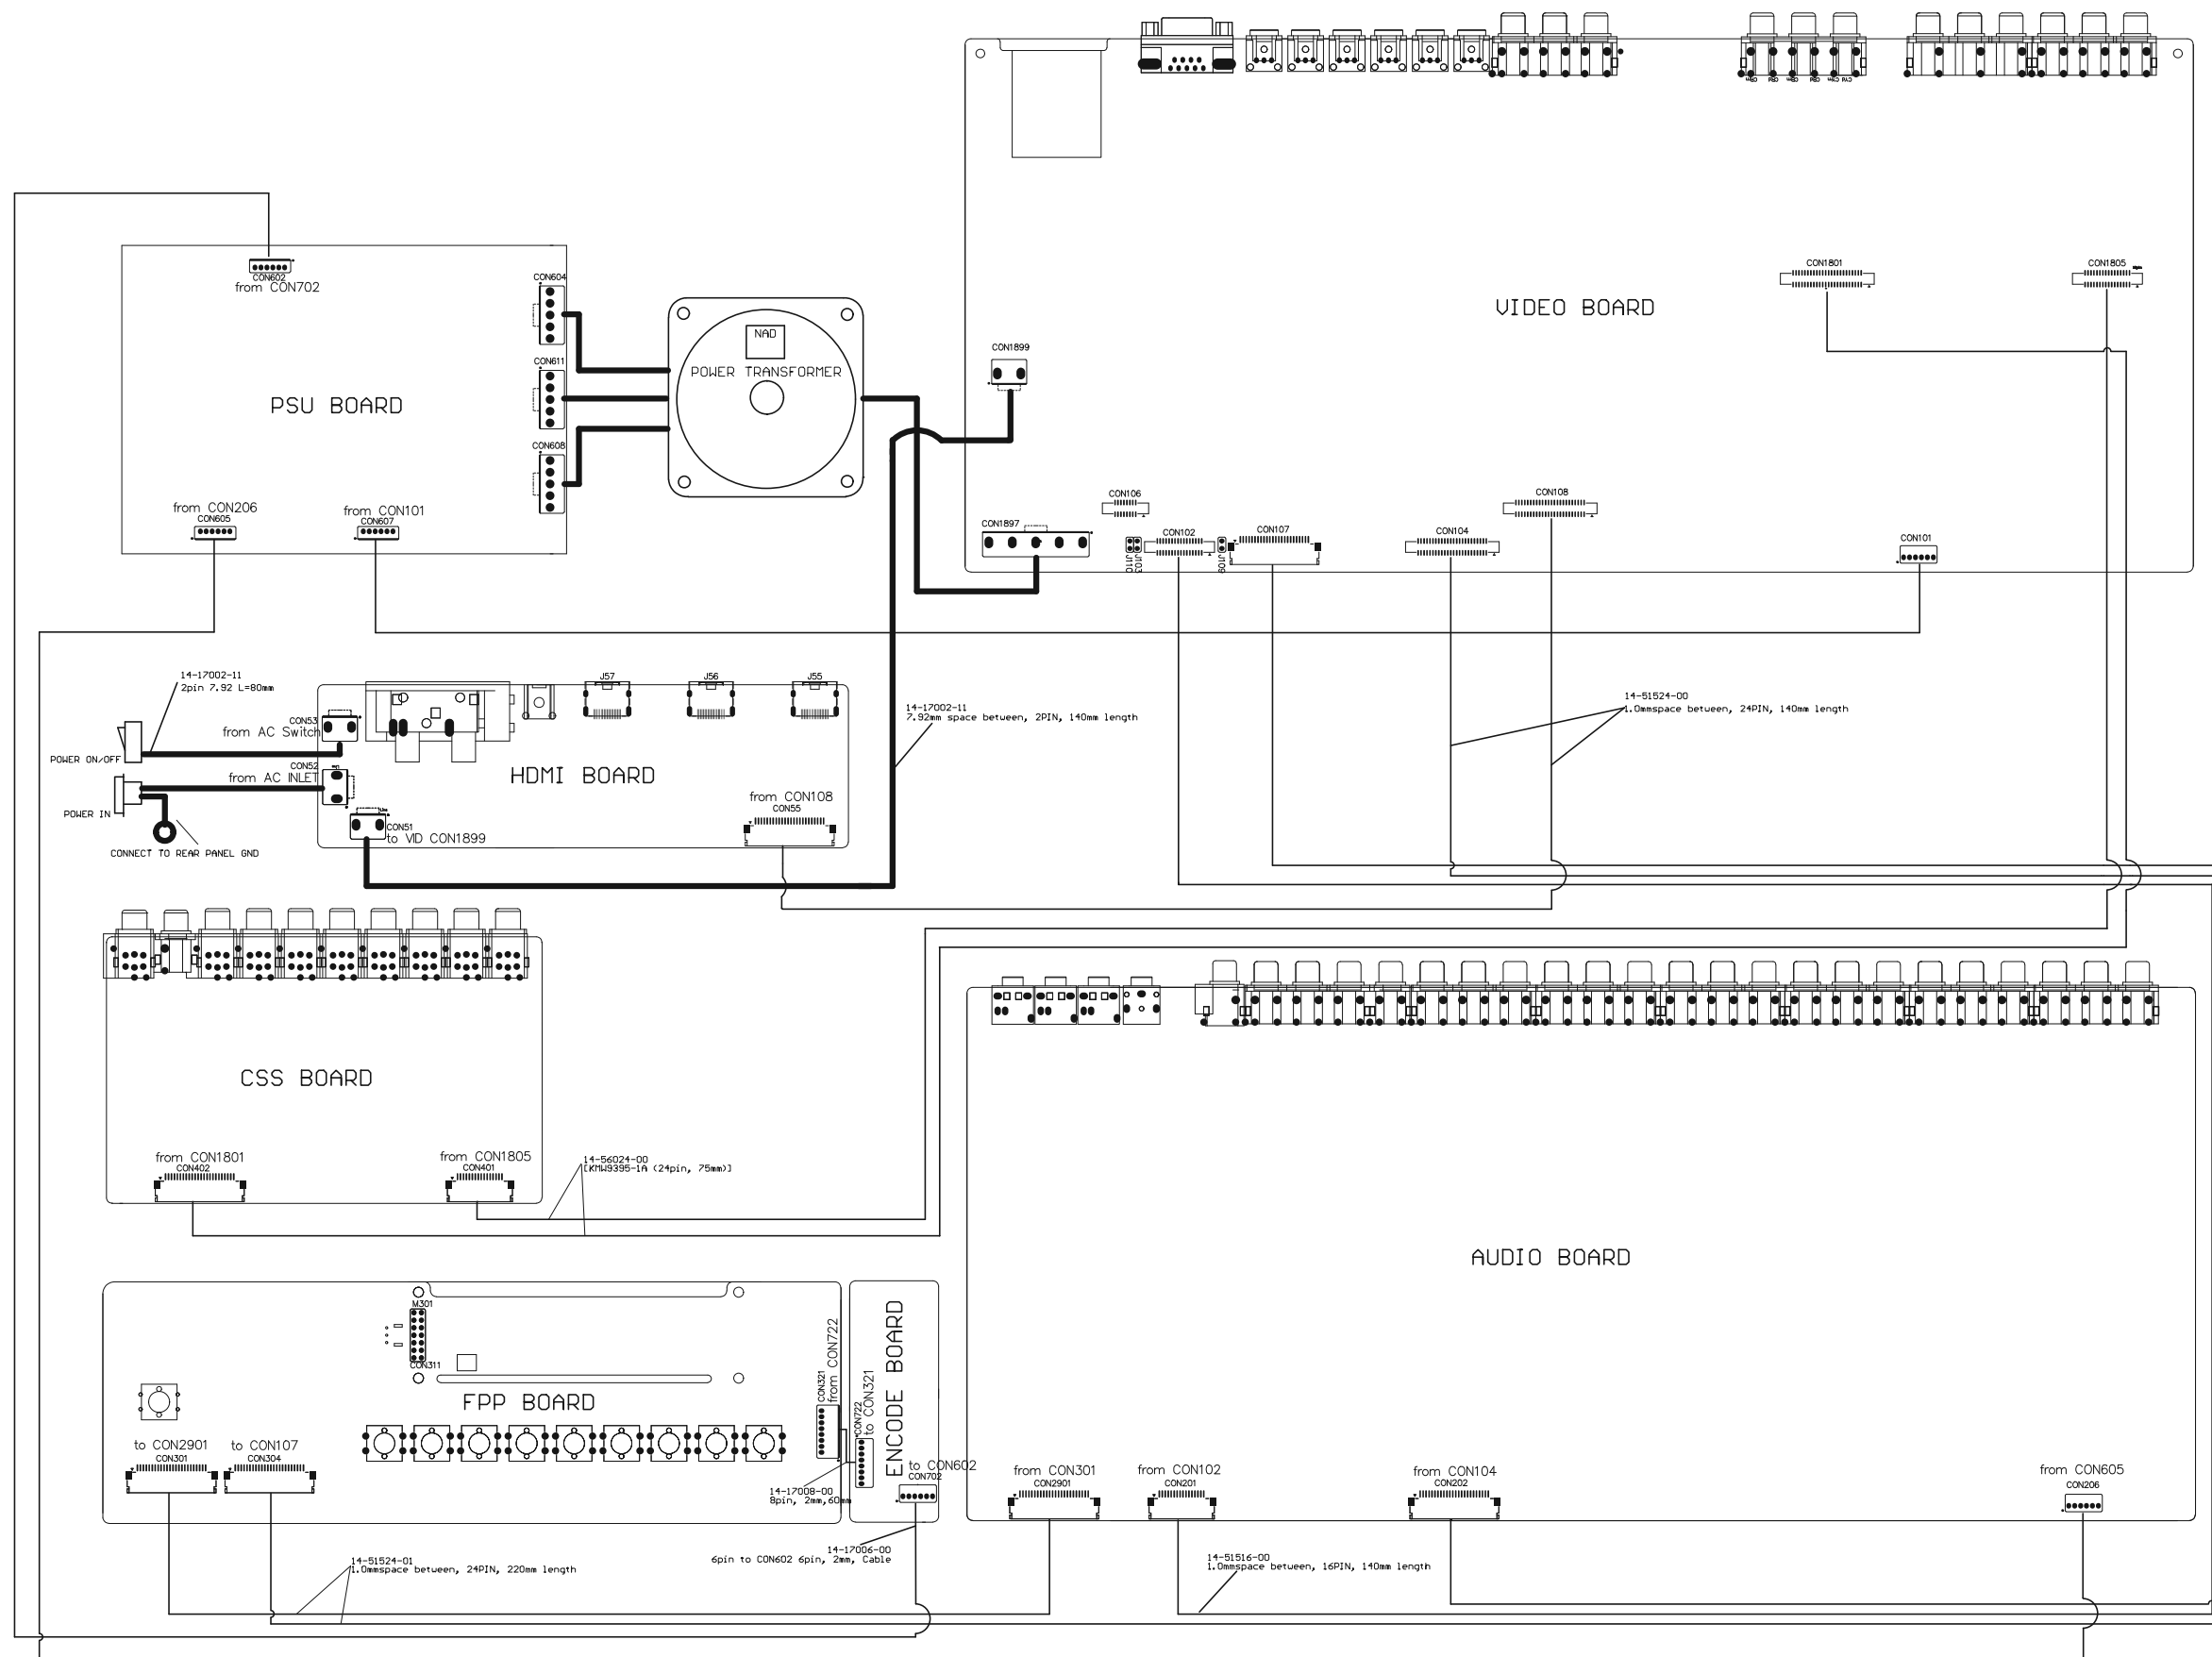 CVBS
CON602
from CON702
CON604
CON611
CON608
PSU BOARD
from CON206
CON605
from CON101
CON607
NAD
POWER TRANSFORMER
VIDEO BOARD
CON1801
CON1805
CON1899
CON1897
CON106
CON102
J110
J103
J109
CON107
CON104
CON108
CON101
14-17002-11
2pin 7.92 L=80mm
CON53
from AC Switch
POWER ON/OFF
CON52
from AC INLET
POWER IN
CONNECT TO REAR PANEL GND
CON51
to VID CON1899
J57
J56
J55
HDMI BOARD
from CON108
CON55
14-17002-11
7.92mm space between, 2PIN, 140mm length
14-51524-00
1.0mmspace between, 24PIN, 140mm length
CSS BOARD
from CON1801
CON402
from CON1805
CON401
14-56024-00
[KMW9395-1A (24pin, 75mm)]
AUDIO BOARD
M301
CON311
FPP BOARD
to CON2901
CON301
to CON107
CON304
CON321
from CON722
CON722
to CON321
ENCODE BOARD
to CON602
CON702
14-17008-00
8pin, 2mm,60mm
14-17006-00
6pin to CON602 6pin, 2mm, Cable
14-51524-01
1.0mmspace between, 24PIN, 220mm length
from CON301
CON2901
from CON102
CON201
from CON104
CON202
from CON605
CON206
14-51516-00
1.0mmspace between, 16PIN, 140mm length